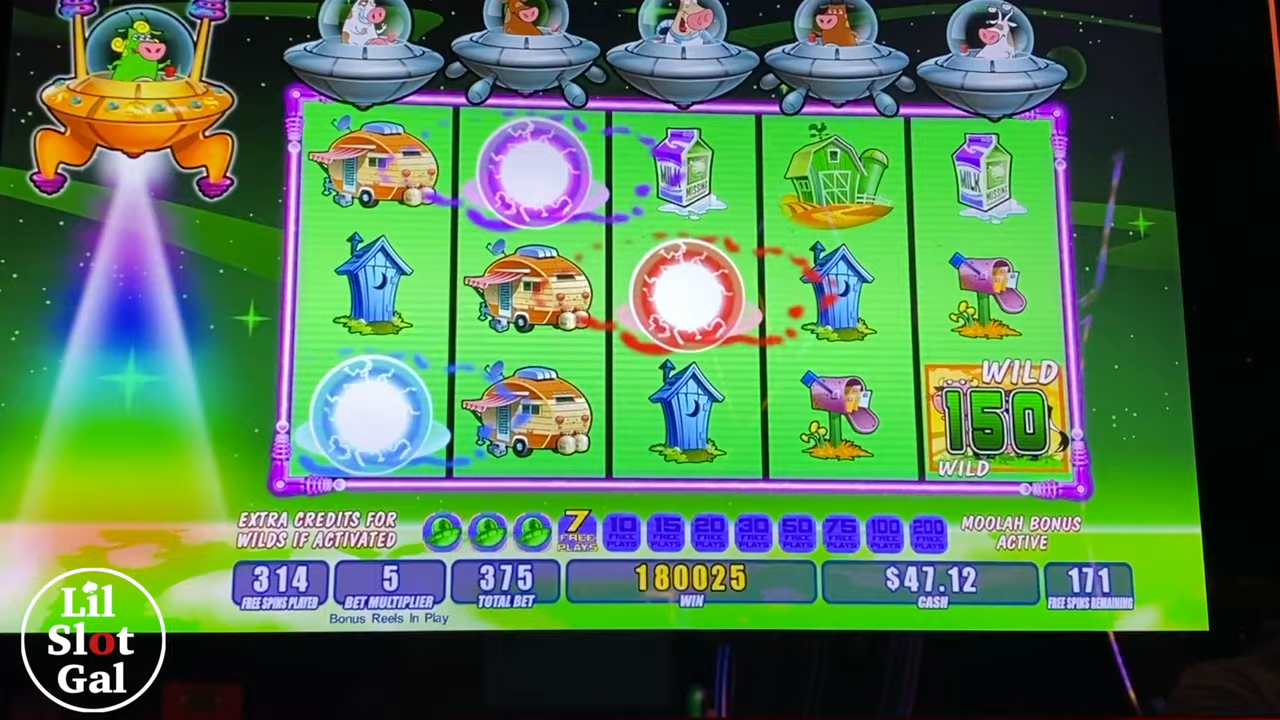 MILK
MISSING
MILK
MISSING
WILD
150
WILD
EXTRA CREDITS FOR
WILDS IF ACTIVATED
7
FREE
PLAYS
10
FREE
PLAYS
15
FREE
PLAYS
20
FREE
PLAYS
30
FREE
PLAYS
50
FREE
PLAYS
75
FREE
PLAYS
100
FREE
PLAYS
200
FREE
PLAYS
MOOLAH BONUS
ACTIVE
314
FREE SPINS PLAYED
5
BET MULTIPLIER
375
TOTAL BET
180025
WIN
$47.12
CASH
171
FREE SPINS REMAINING
Bonus Reels In Play
Lil
Slot
Gal